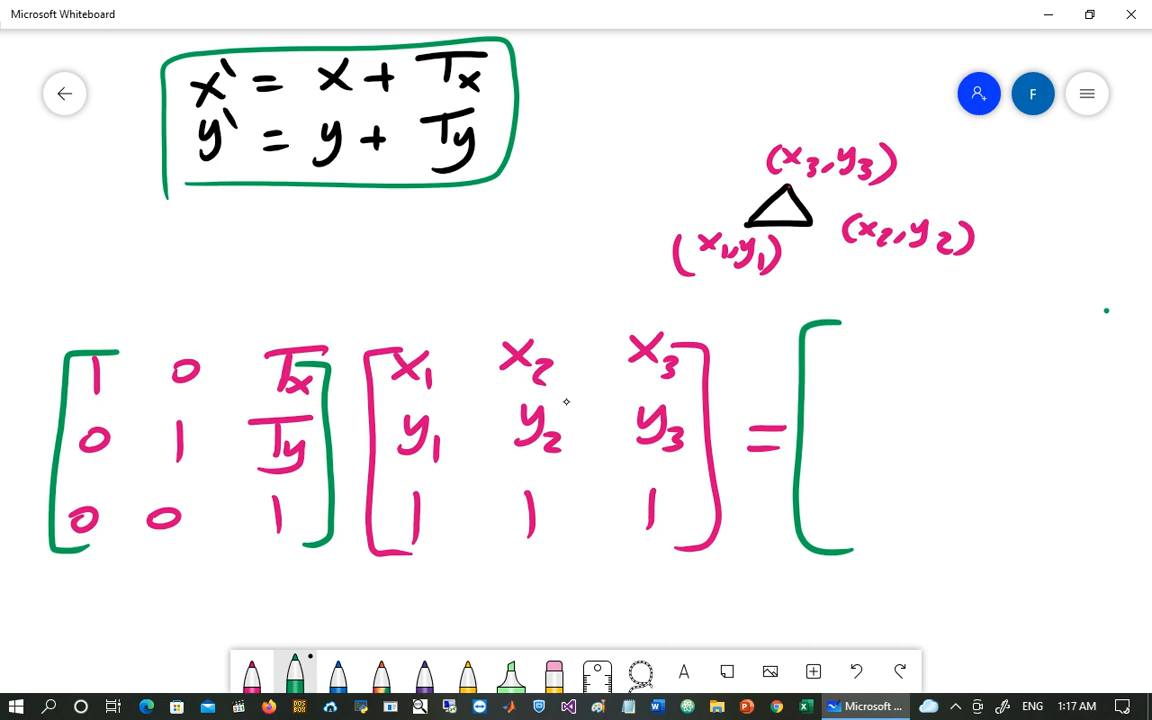 Microsoft Whiteboard
x` = x + Tx
y` = y + Ty
F
(x3,y3)
(x1,y1) (x2,y2)
1 0 Tx x1 x2 x3
0 1 Ty y1 y2 y3 =
0 0 1 1 1 1
A
Microsoft ... ENG 1:17 AM